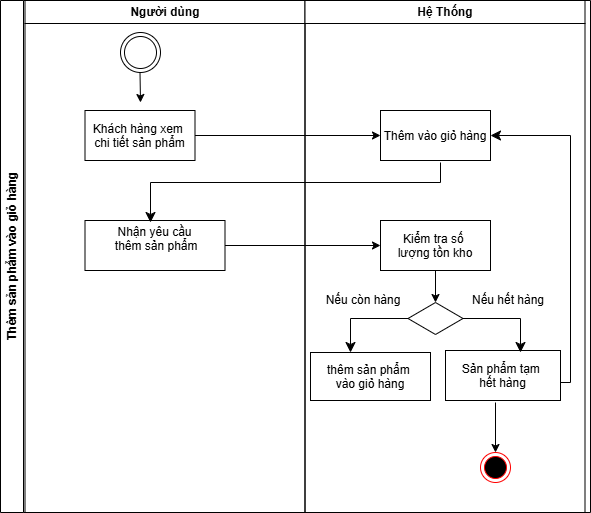 Người dùng
Hệ Thống
Thêm sản phẩm vào giỏ hàng
Khách hàng xem
chi tiết sản phẩm
Thêm vào giỏ hàng
Nhận yêu cầu
thêm sản phẩm
Kiểm tra số
lượng tồn kho
Nếu còn hàng
Nếu hết hàng
thêm sản phẩm
vào giỏ hàng
Sản phẩm tạm
hết hàng